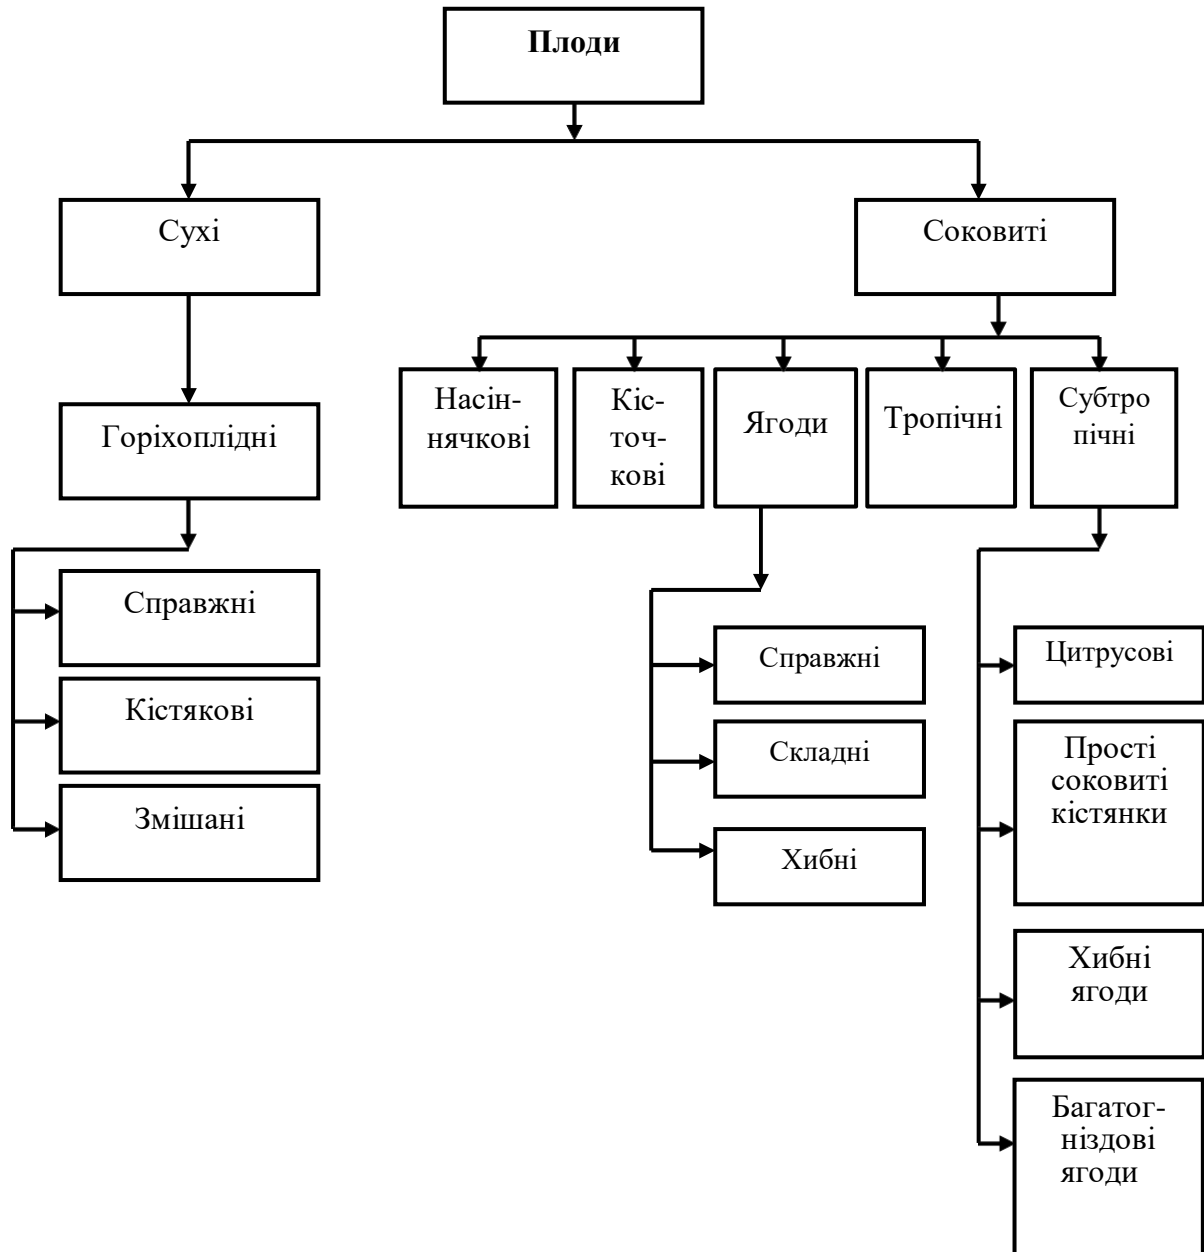 Плоди
Сухі
Соковиті
Насін-
нячкові
Кіс-
точ-
кові
Ягоди
Тропічні
Субтро
пічні
Горіхоплідні
Справжні
Кістякові
Змішані
Справжні
Складні
Хибні
Цитрусові
Прості
соковиті
кістянки
Хибні
ягоди
Багатог-
ніздові
ягоди